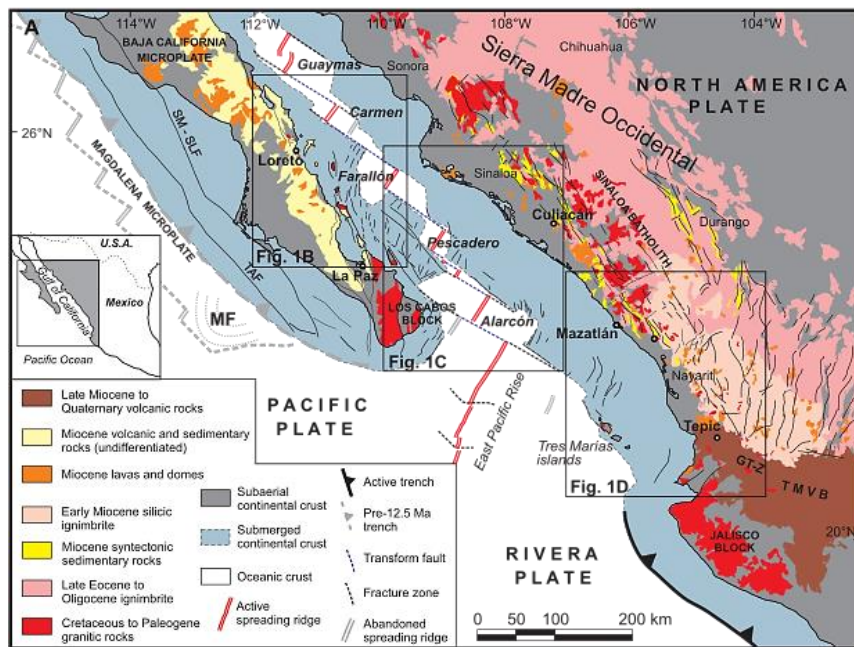 A
114°W
112°W
110°W
108°W
106°W
104°W
BAJA CALIFORNIA
MICROPLATE
Guaymas
Sonora
Chihuahua
Sierra Madre Occidental
NORTH AMERICA
PLATE
26°N
SM - SLF
Carmen
Loreto
MAGDALENA MICROPLATE
Farallón
Sinaloa
Culiacán
SINALOA BATHOLITH
Durango
Pescadero
Fig. 1B
La Paz
TAF
U.S.A.
Gulf of California
Mexico
Pacific Ocean
MF
LOS CABOS
BLOCK
Alarcón
Mazatlán
Fig. 1C
Nayarit
PACIFIC
PLATE
East Pacific Rise
Tres Marías
islands
Tepic
GT-Z
TMVB
Fig. 1D
20°N
JALISCO
BLOCK
RIVERA
PLATE
Late Miocene to
Quaternary volcanic rocks
Miocene volcanic and sedimentary
rocks (undifferentiated)
Miocene lavas and domes
Early Miocene silicic
ignimbrite
Miocene syntectonic
sedimentary rocks
Late Eocene to
Oligocene ignimbrite
Cretaceous to Paleogene
granitic rocks
Subaerial
continental crust
Submerged
continental crust
Oceanic crust
Active
spreading ridge
Active trench
Pre-12.5 Ma
trench
Transform fault
Fracture zone
Abandoned
spreading ridge
0 50 100 200 km